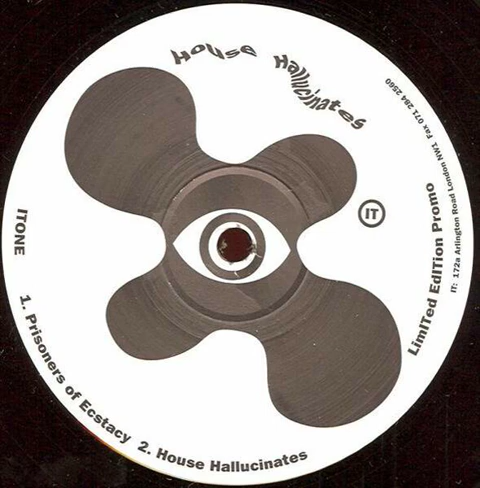 House Hallucinates
IT
ITONE
1. Prisoners of Ecstacy 2. House Hallucinates
LimITed EdITion Promo
IT: 172a Arlington Road London NW1 Fax 071 284 2560